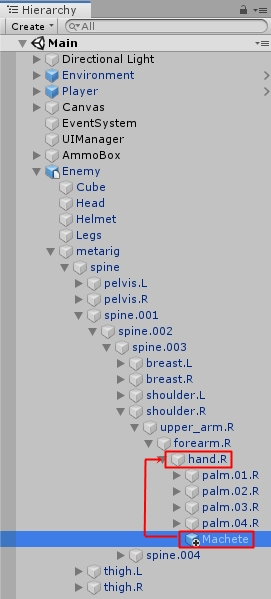 Hierarchy
Create All
Main
Directional Light
Environment
Player
Canvas
EventSystem
UIManager
AmmoBox
Enemy
Cube
Head
Helmet
Legs
metarig
spine
pelvis.L
pelvis.R
spine.001
spine.002
spine.003
breast.L
breast.R
shoulder.L
shoulder.R
upper_arm.R
forearm.R
hand.R
palm.01.R
palm.02.R
palm.03.R
palm.04.R
Machete
spine.004
thigh.L
thigh.R